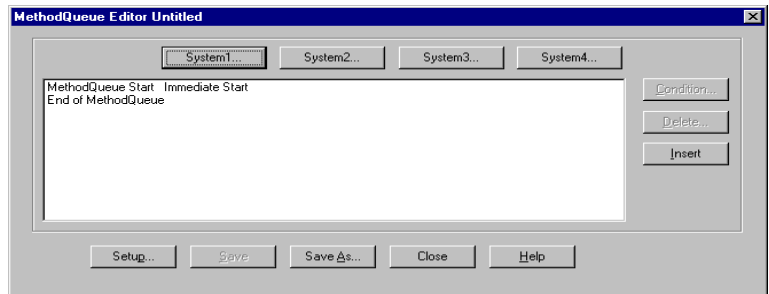 MethodQueue Editor Untitled
System1... System2... System3... System4...
MethodQueue Start Immediate Start
End of MethodQueue
Condition...
Delete...
Insert
Setup... Save Save As... Close Help